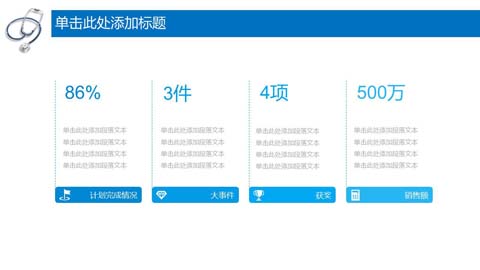 单击此处添加标题
86%
单击此处添加段落文本
单击此处添加段落文本
单击此处添加段落文本
单击此处添加段落文本
计划完成情况
3件
单击此处添加段落文本
单击此处添加段落文本
单击此处添加段落文本
单击此处添加段落文本
大事件
4项
单击此处添加段落文本
单击此处添加段落文本
单击此处添加段落文本
单击此处添加段落文本
获奖
500万
单击此处添加段落文本
单击此处添加段落文本
单击此处添加段落文本
单击此处添加段落文本
销售额